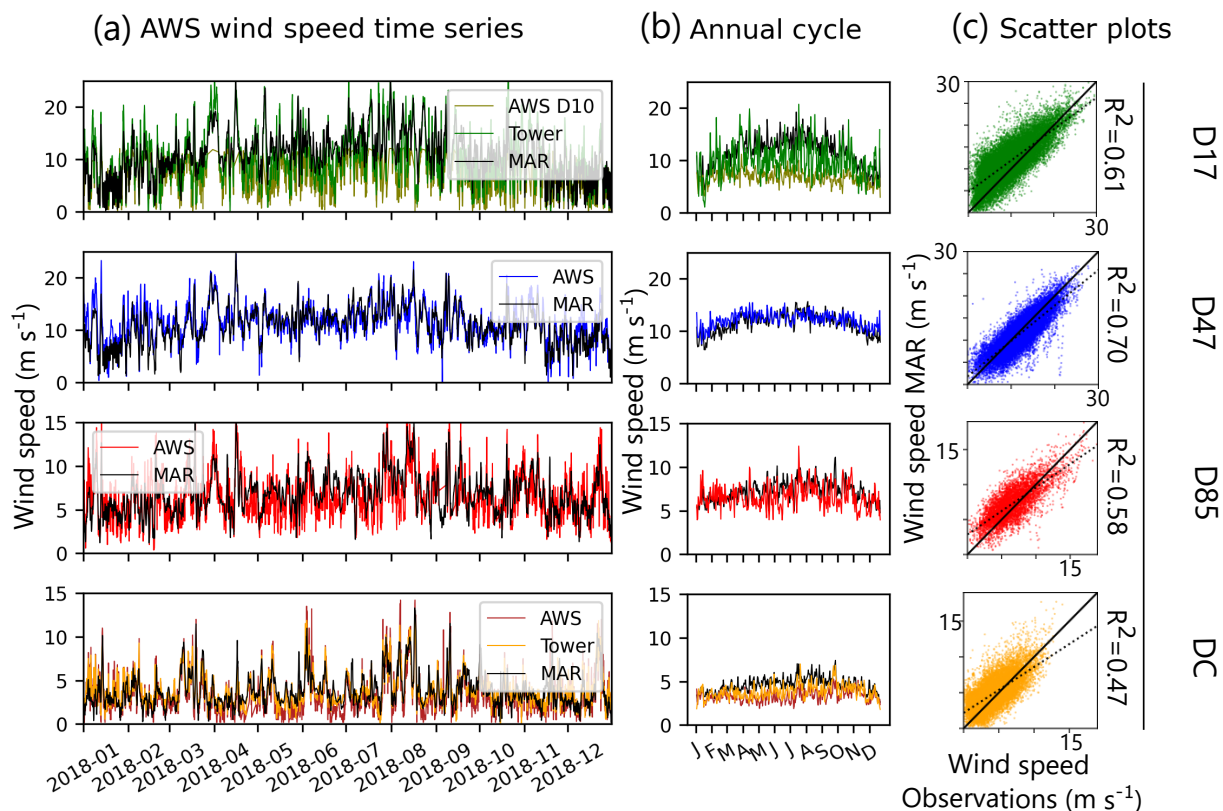 (a) AWS wind speed time series
(b) Annual cycle
(c) Scatter plots
Wind speed (m s⁻¹)
20
10
0
AWS D10
Tower
MAR
20
10
0
AWS
MAR
15
10
5
0
AWS
MAR
15
10
5
0
AWS
Tower
MAR
2018-01
2018-02
2018-03
2018-04
2018-05
2018-06
2018-07
2018-08
2018-09
2018-10
2018-11
2018-12
Wind speed (m s⁻¹)
20
10
0
20
10
0
15
10
5
0
15
10
5
0
J
F
M
A
M
J
J
A
S
O
N
D
Wind speed MAR (m s⁻¹)
30
30
R²=0.61
D17
30
30
R²=0.70
D47
15
15
R²=0.58
D85
15
15
R²=0.47
DC
Wind speed
Observations (m s⁻¹)